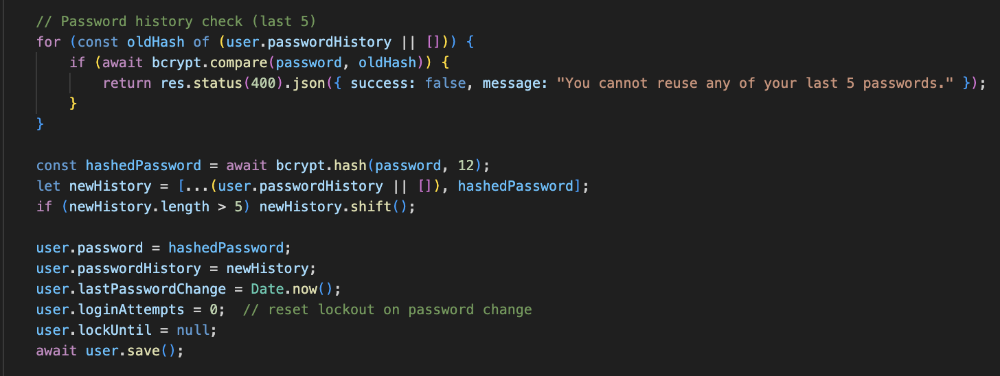 // Password history check (last 5)
for (const oldHash of (user.passwordHistory || [])) {
    if (await bcrypt.compare(password, oldHash)) {
        return res.status(400).json({ success: false, message: "You cannot reuse any of your last 5 passwords." });
    }
}

const hashedPassword = await bcrypt.hash(password, 12);
let newHistory = [...(user.passwordHistory || []), hashedPassword];
if (newHistory.length > 5) newHistory.shift();

user.password = hashedPassword;
user.passwordHistory = newHistory;
user.lastPasswordChange = Date.now();
user.loginAttempts = 0;  // reset lockout on password change
user.lockUntil = null;
await user.save();